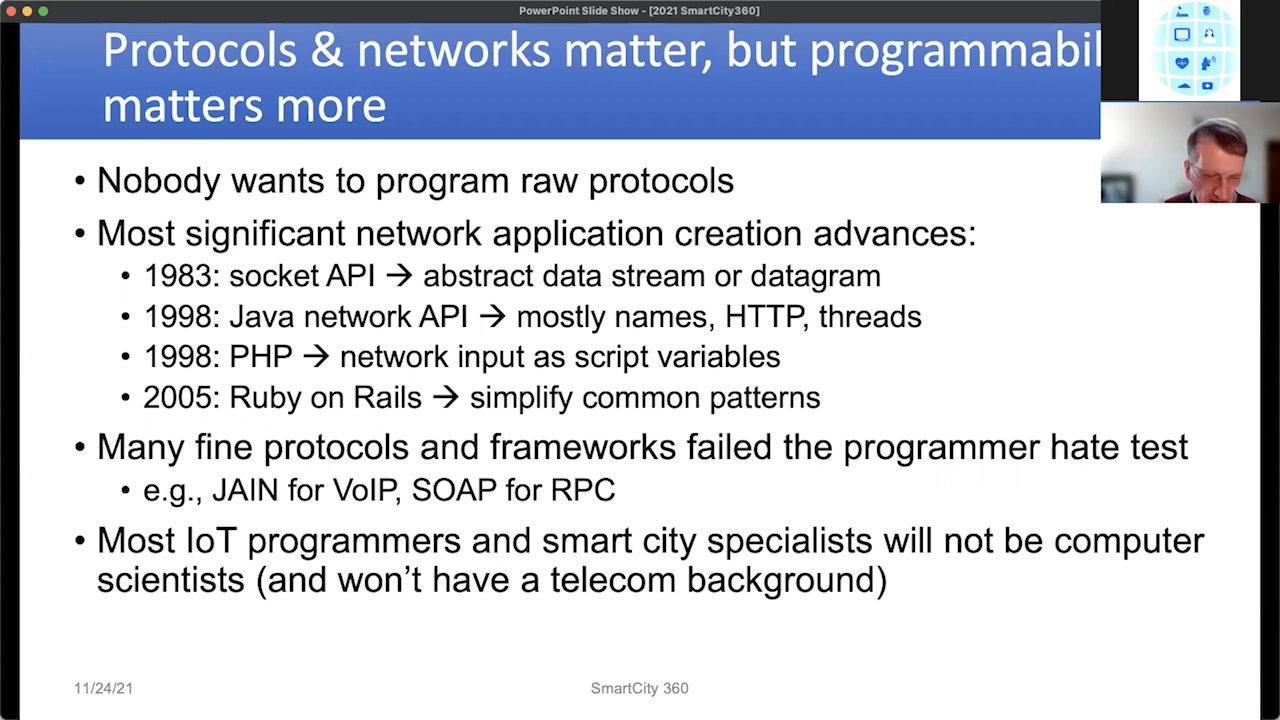 PowerPoint Slide Show - [2021 SmartCity360]
Protocols & networks matter, but programmabil
matters more
• Nobody wants to program raw protocols
• Most significant network application creation advances:
• 1983: socket API → abstract data stream or datagram
• 1998: Java network API → mostly names, HTTP, threads
• 1998: PHP → network input as script variables
• 2005: Ruby on Rails → simplify common patterns
• Many fine protocols and frameworks failed the programmer hate test
• e.g., JAIN for VoIP, SOAP for RPC
• Most IoT programmers and smart city specialists will not be computer
scientists (and won't have a telecom background)
11/24/21
SmartCity 360